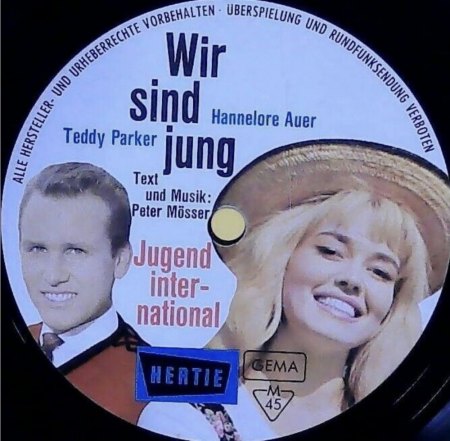 ALLE HERSTELLER- UND URHEBERRECHTE VORBEHALTEN · ÜBERSPIELUNG UND RUNDFUNKSENDUNG VERBOTEN
Wir
sind
Hannelore Auer
Teddy Parker
jung
Text
und Musik:
Peter Mösser
Jugend
inter-
national
HERTIE
GEMA
M
45